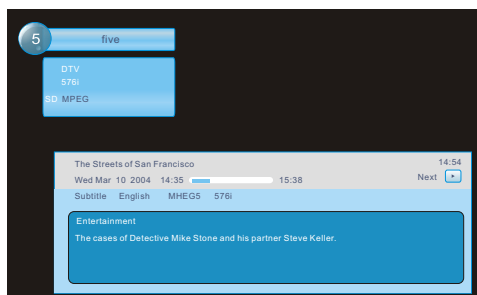 5 five
DTV
576i
SD MPEG
The Streets of San Francisco 14:54
Wed Mar 10 2004 14:35 15:38 Next
Subtitle English MHEG5 576i
Entertainment
The cases of Detective Mike Stone and his partner Steve Keller.